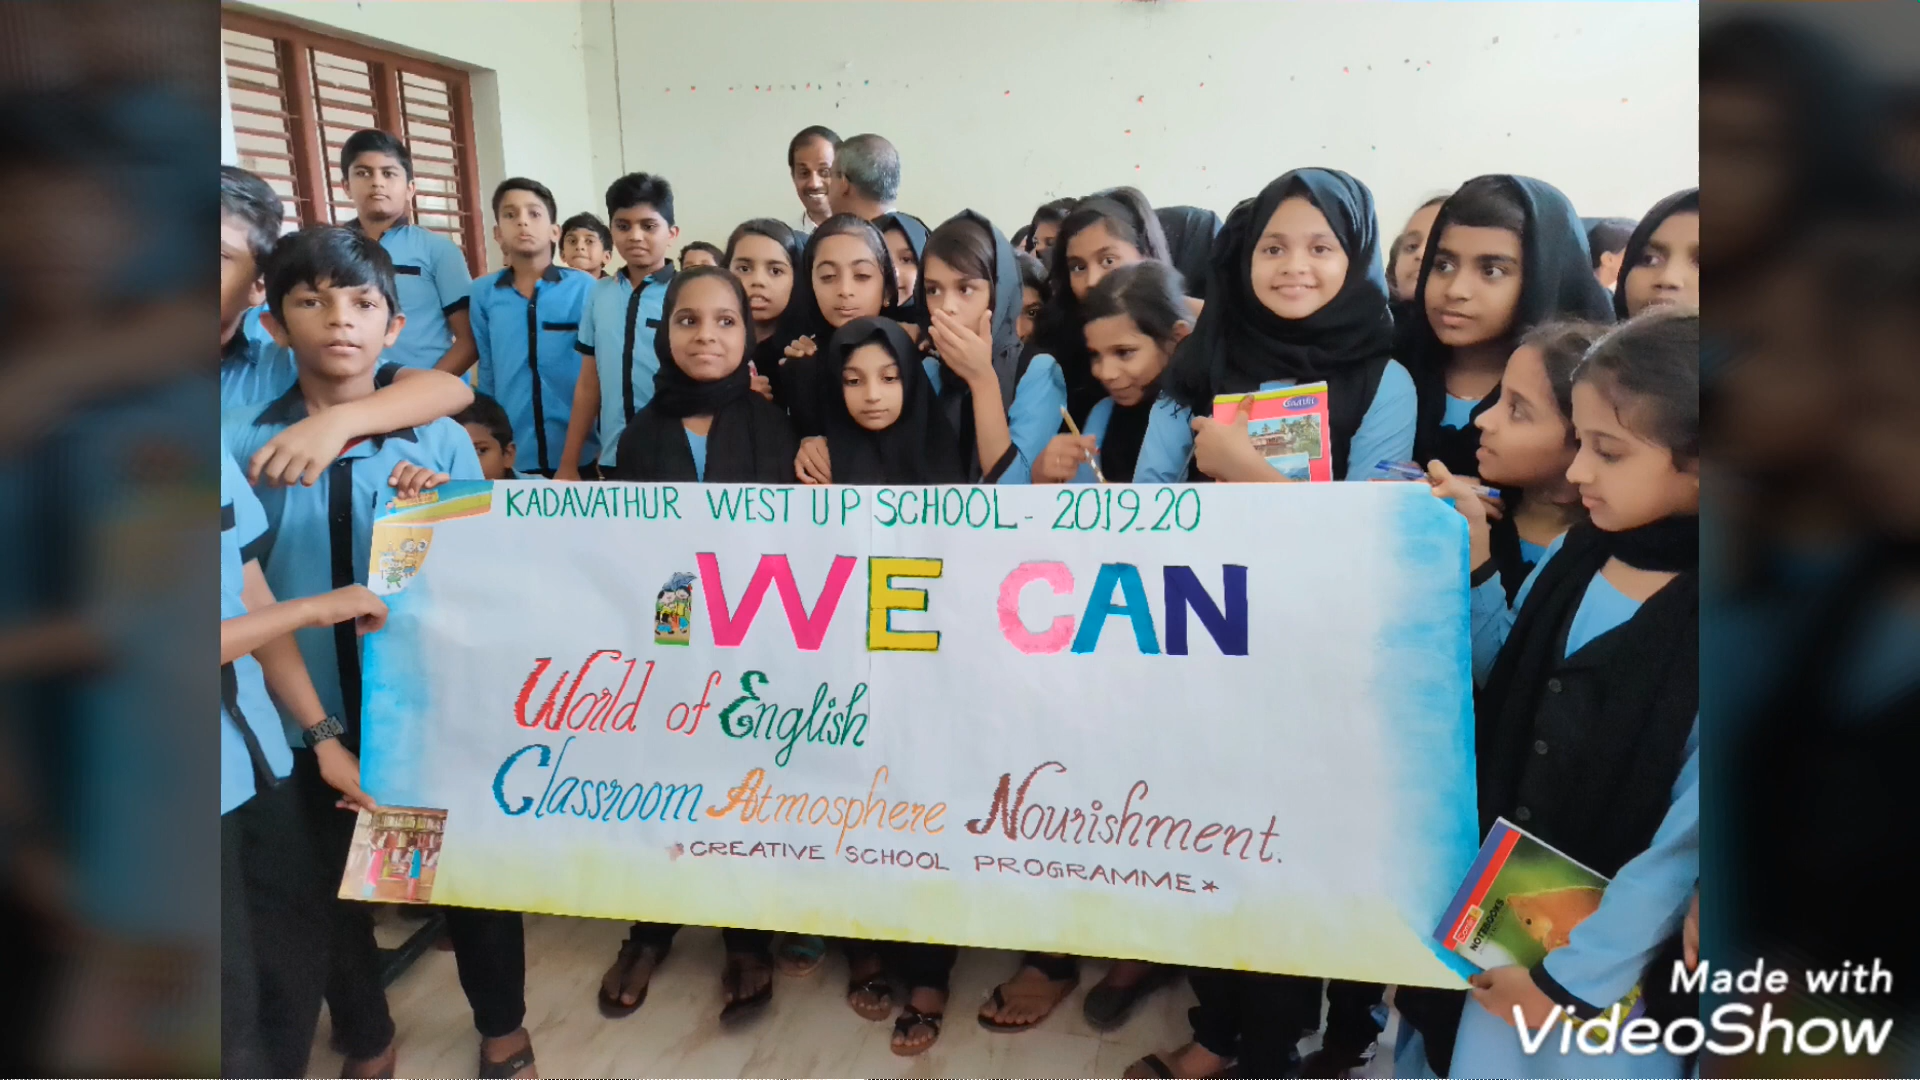 KADAVATHUR WEST U P SCHOOL - 2019-20
WE CAN
World of English
Classroom Atmosphere Nourishment.
*CREATIVE SCHOOL PROGRAMME*
NOTEBOOKS
Made with
VideoShow